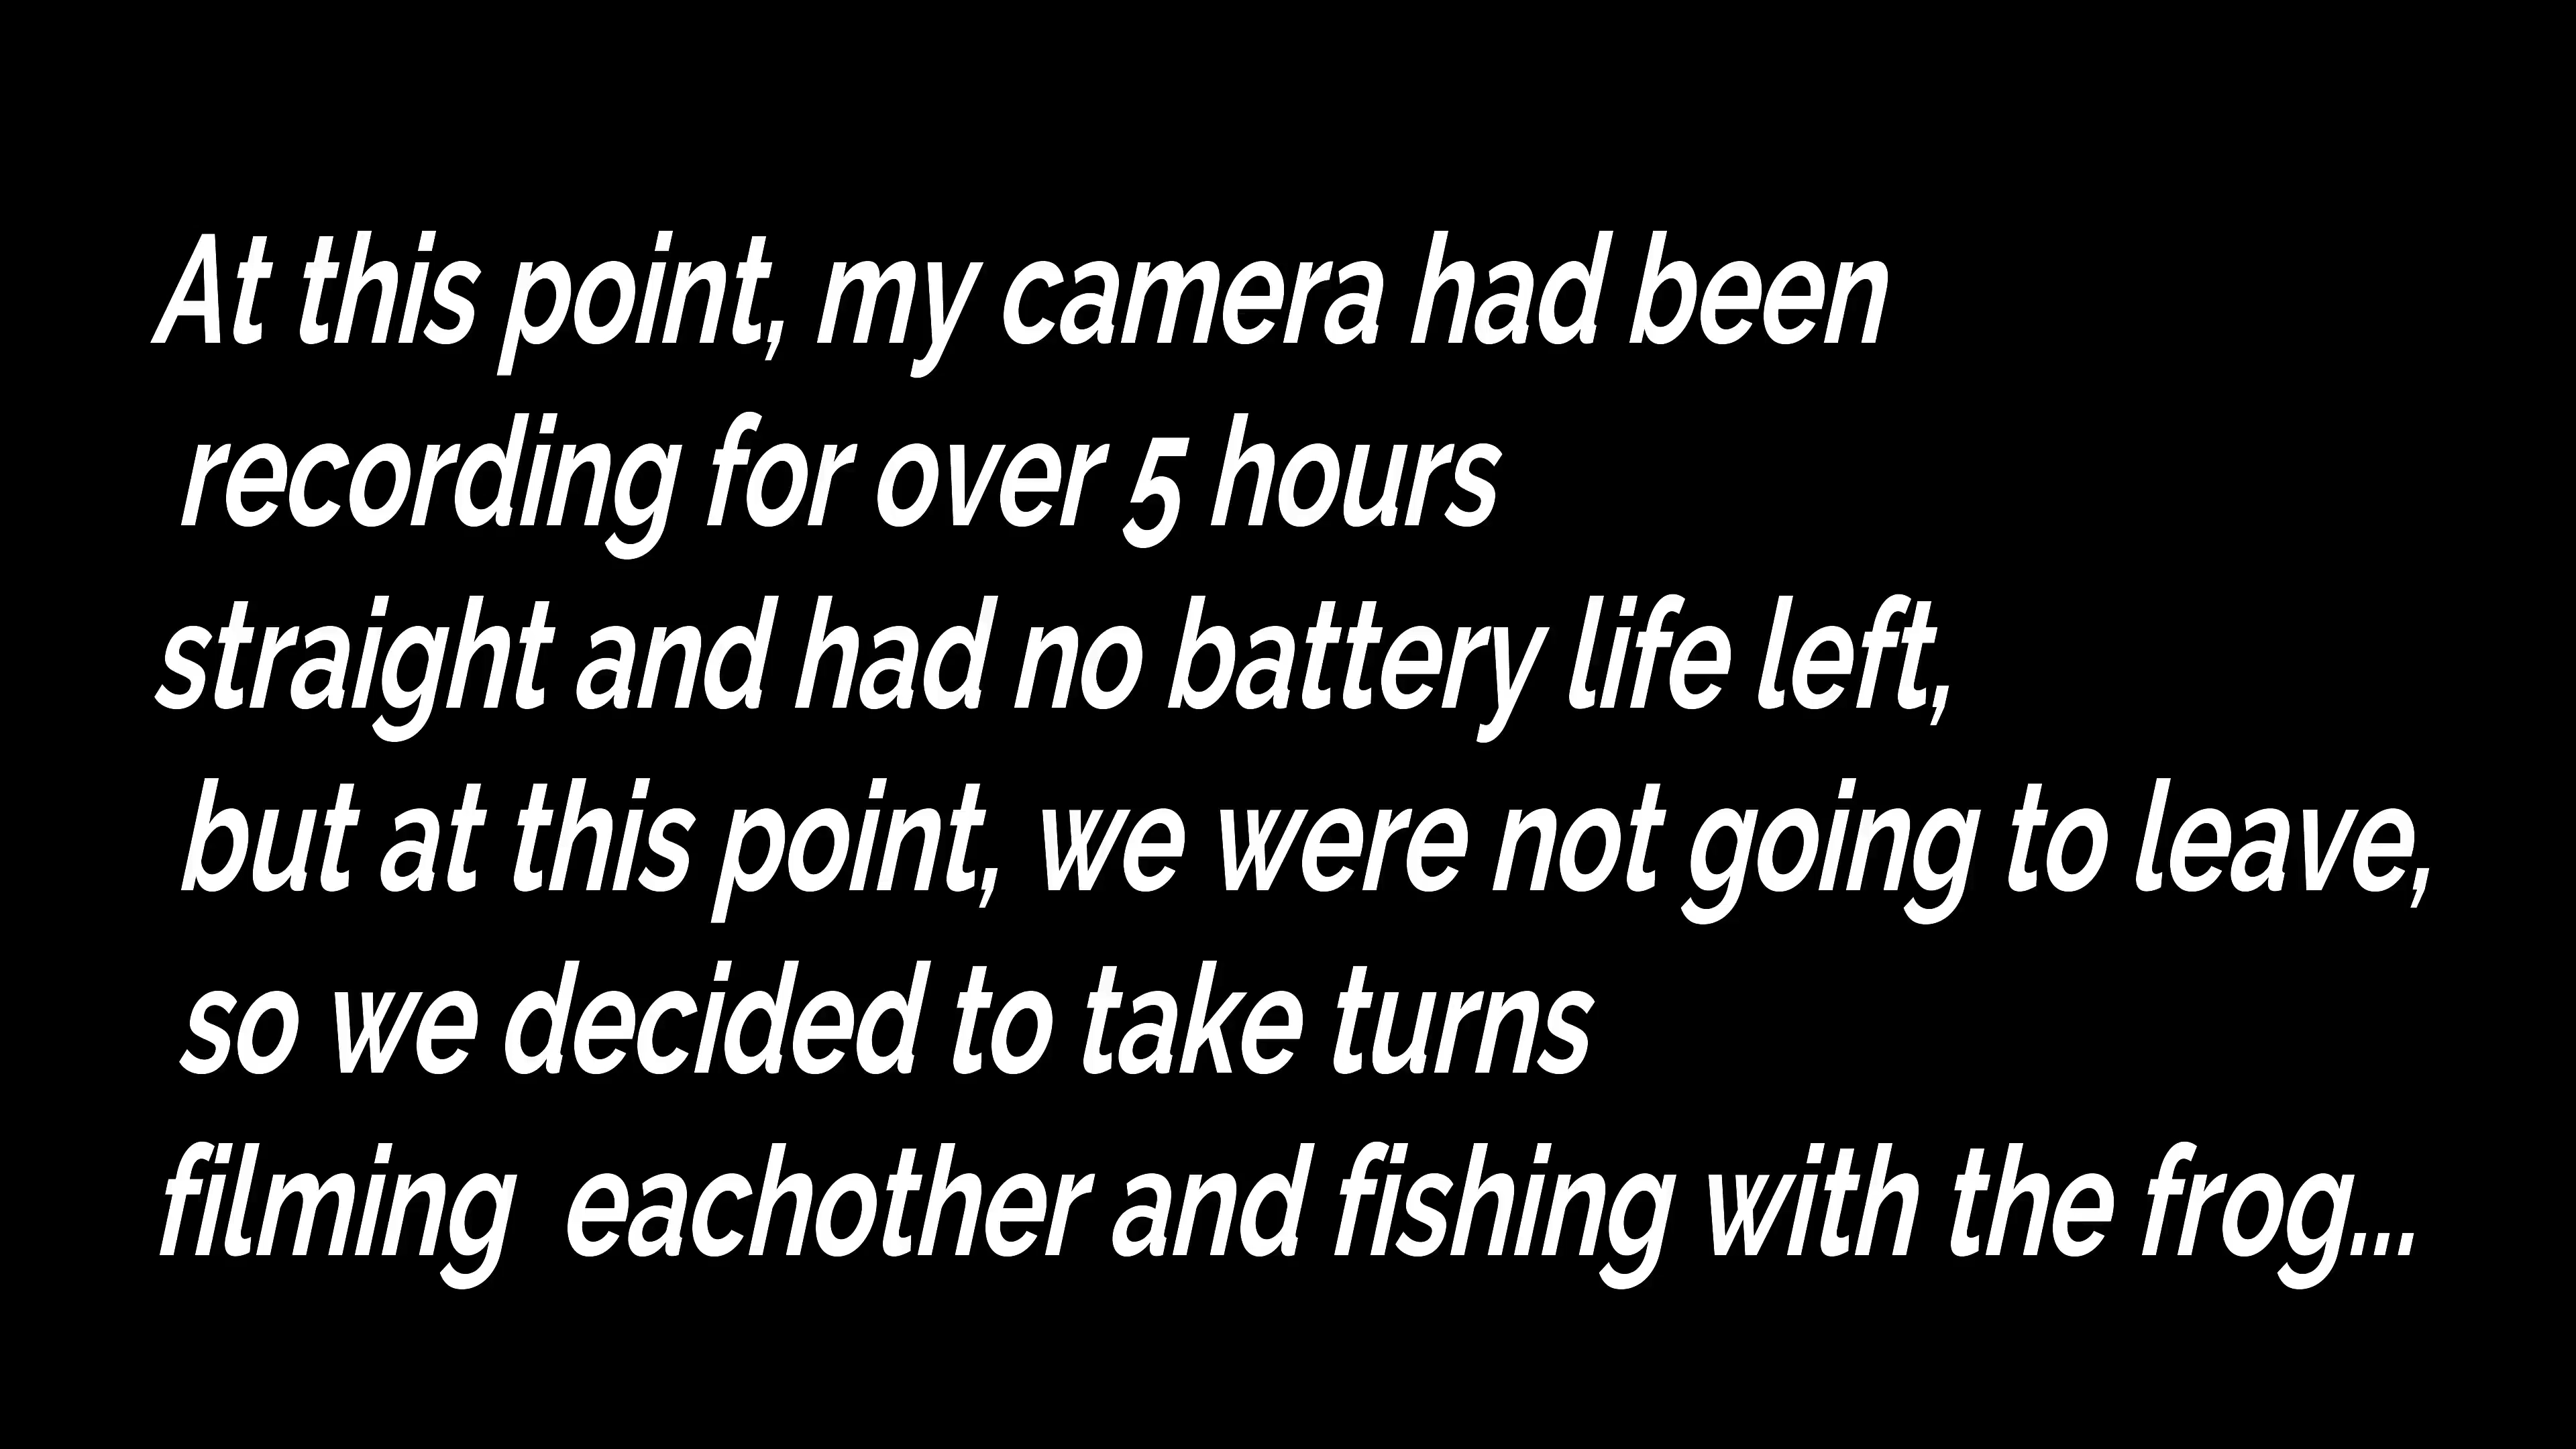 At this point, my camera had been
recording for over 5 hours
straight and had no battery life left,
but at this point, we were not going to leave,
so we decided to take turns
filming  eachother and fishing with the frog...